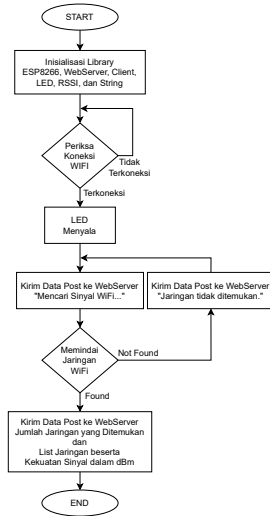 START
Inisialisasi Library
ESP8266, WebServer, Client,
LED, RSSI, dan String
Periksa
Koneksi
WIFI
Tidak
Terkoneksi
Terkoneksi
LED
Menyala
Kirim Data Post ke WebServer
"Mencari Sinyal WiFi..."
Kirim Data Post ke WebServer
"Jaringan tidak ditemukan."
Memindai
Jaringan
WiFi
Not Found
Found
Kirim Data Post ke WebServer
Jumlah Jaringan yang Ditemukan
dan
List Jaringan beserta
Kekuatan Sinyal dalam dBm
END